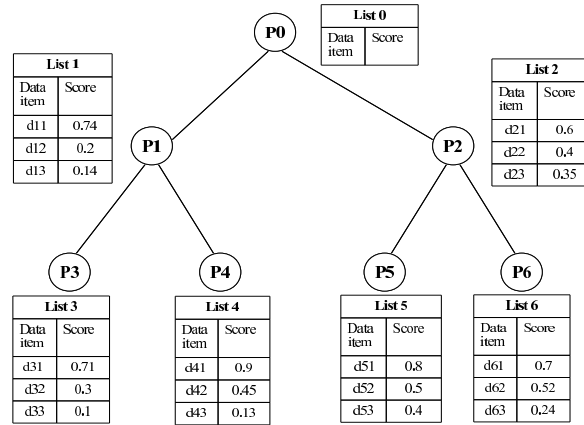 P0
List 0
Data item Score
List 1
Data item Score
d11 0.74
d12 0.2
d13 0.14
List 2
Data item Score
d21 0.6
d22 0.4
d23 0.35
P1
P2
P3
P4
P5
P6
List 3
Data item Score
d31 0.71
d32 0.3
d33 0.1
List 4
Data item Score
d41 0.9
d42 0.45
d43 0.13
List 5
Data item Score
d51 0.8
d52 0.5
d53 0.4
List 6
Data item Score
d61 0.7
d62 0.52
d63 0.24